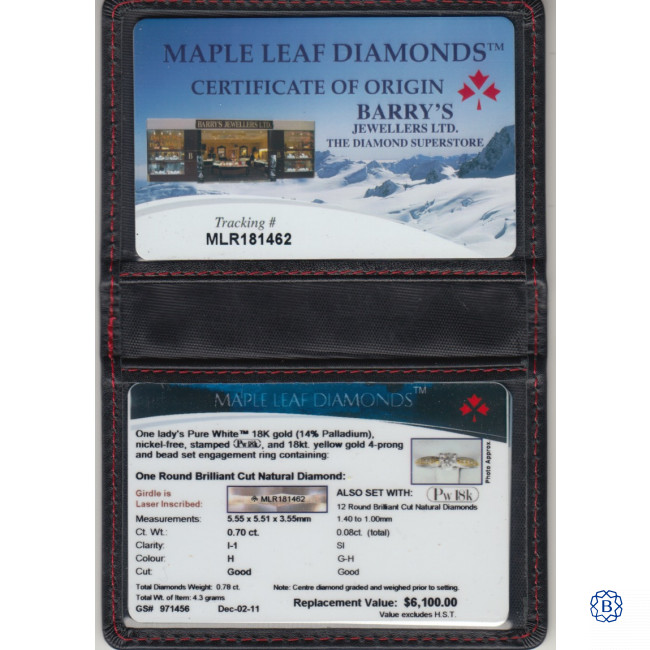 MAPLE LEAF DIAMONDS™
CERTIFICATE OF ORIGIN
BARRY'S
JEWELLERS LTD.
THE DIAMOND SUPERSTORE
BARRY'S JEWELLERS LTD.
B
Tracking #
MLR181462
MAPLE LEAF DIAMONDS™
One lady's Pure White™ 18K gold (14% Palladium),
nickel-free, stamped Pw18k, and 18kt. yellow gold 4-prong
and bead set engagement ring containing:
Photo Approx.
One Round Brilliant Cut Natural Diamond:
Girdle is
Laser Inscribed:
MLR181462
ALSO SET WITH: Pw18k
12 Round Brilliant Cut Natural Diamonds
Measurements: 5.55 x 5.51 x 3.55mm 1.40 to 1.00mm
Ct. Wt.: 0.70 ct. 0.08ct. (total)
Clarity: I-1 SI
Colour: H G-H
Cut: Good Good
Total Diamonds Weight: 0.78 ct. Note: Centre diamond graded and weighed prior to setting.
Total Wt. of Item: 4.3 grams
Replacement Value: $6,100.00
GS# 971456 Dec-02-11
Value excludes H.S.T.
B